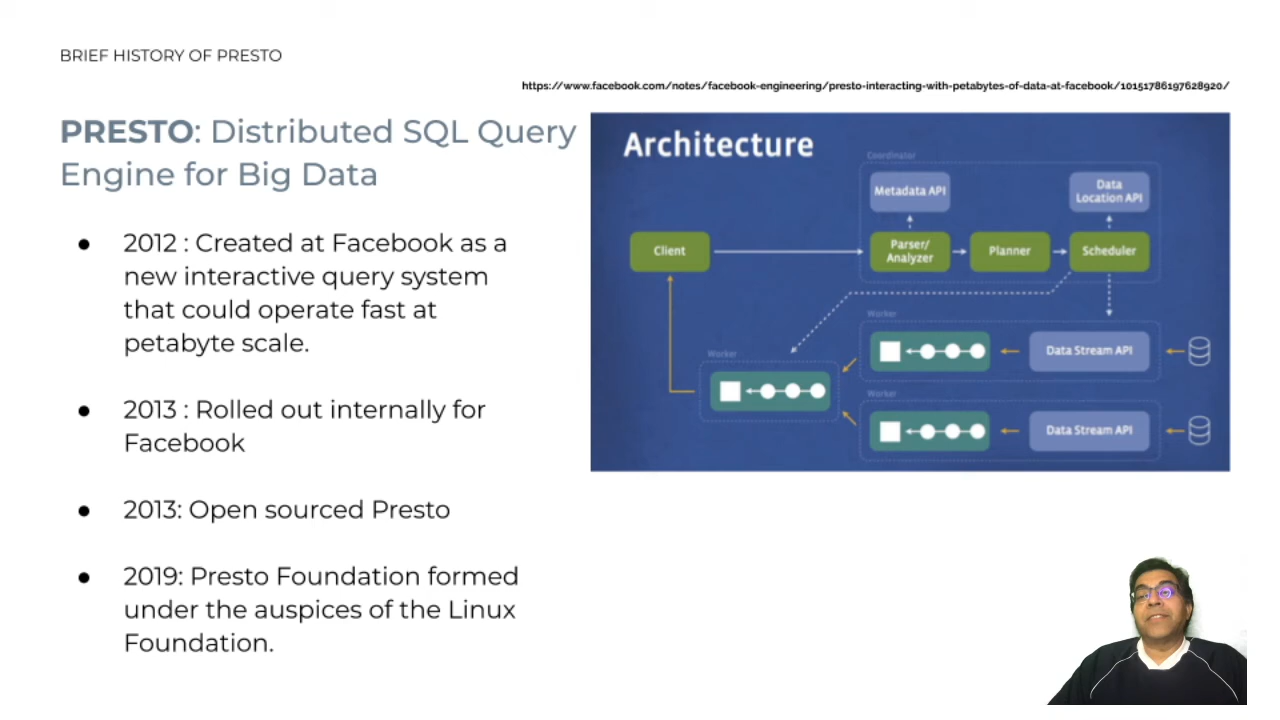 BRIEF HISTORY OF PRESTO
https://www.facebook.com/notes/facebook-engineering/presto-interacting-with-petabytes-of-data-at-facebook/10151786197628920/
PRESTO: Distributed SQL Query
Engine for Big Data
● 2012 : Created at Facebook as a
new interactive query system
that could operate fast at
petabyte scale.
● 2013 : Rolled out internally for
Facebook
● 2013: Open sourced Presto
● 2019: Presto Foundation formed
under the auspices of the Linux
Foundation.
Architecture
Coordinator
Metadata API
Data
Location API
Client
Parser/
Analyzer
Planner
Scheduler
Worker
Data Stream API
Worker
Worker
Data Stream API